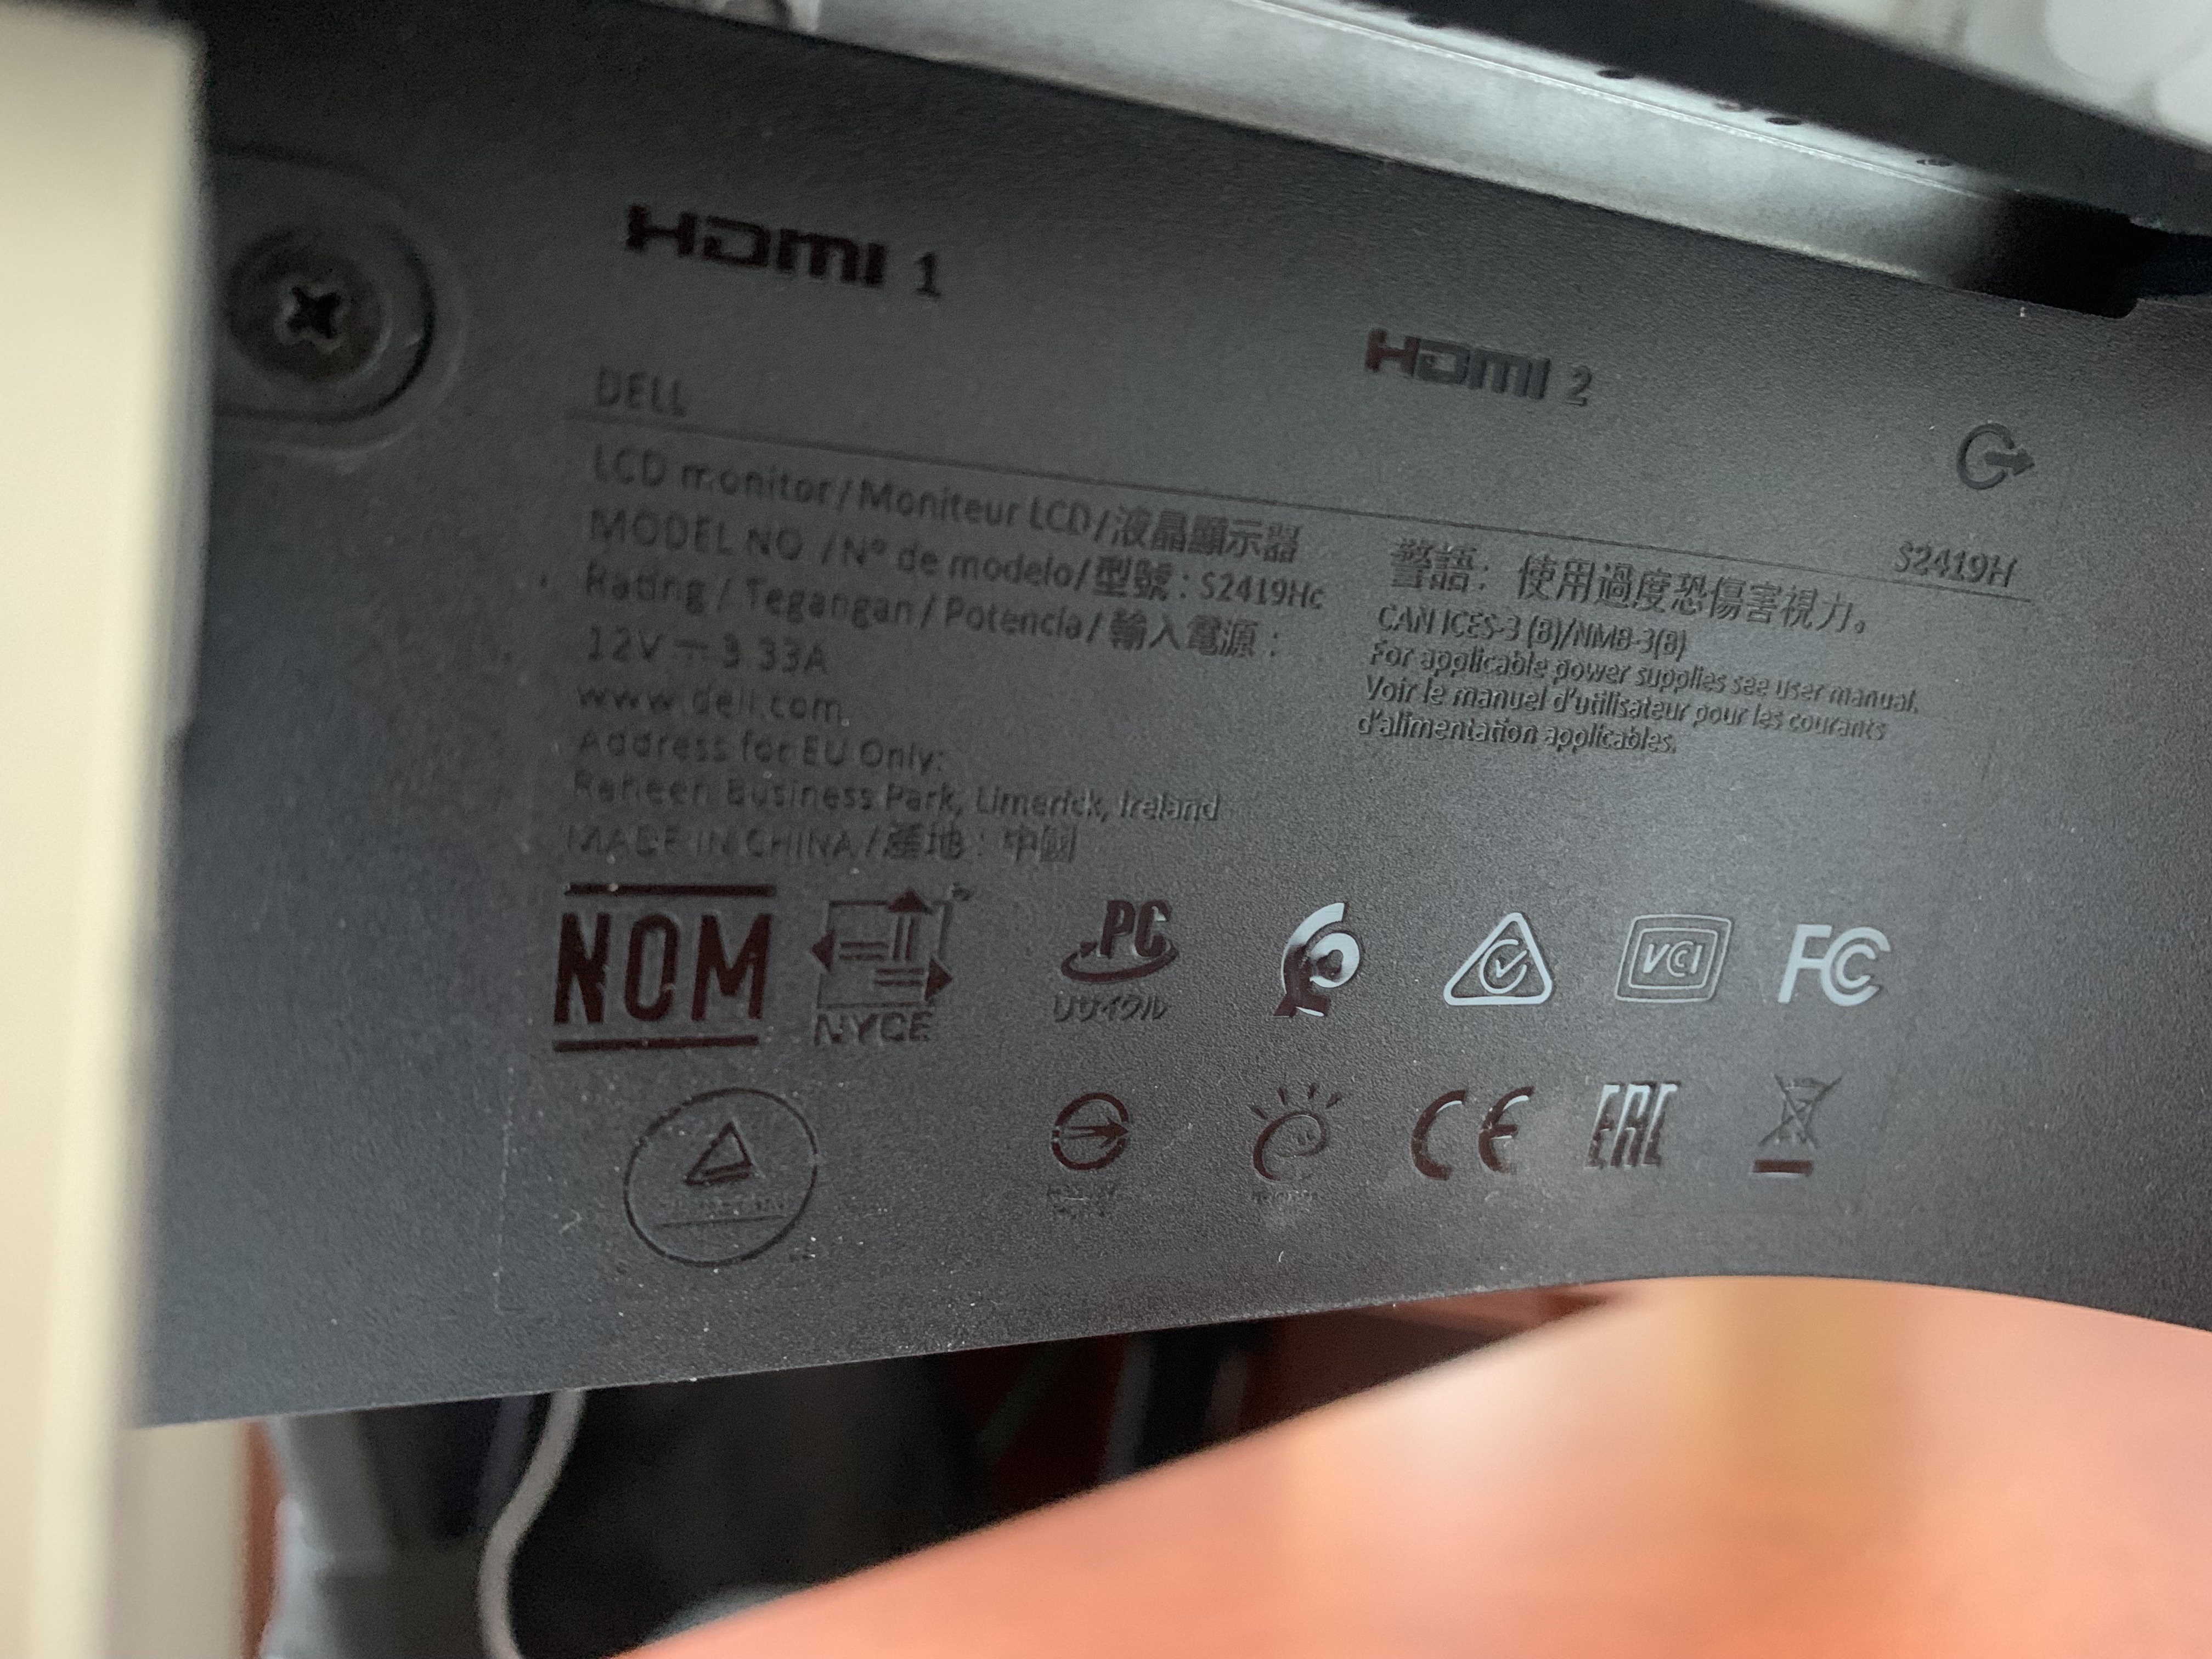 HDMI 1
HDMI 2
DELL
S2419H
LCD monitor/Moniteur LCD/液晶顯示器
MODEL NO. /N° de modelo/型號 : S2419Hc
Rating / Tegangan / Potencia/ 輸入電源 :
12V ⎓ 3.33A
www.dell.com
Address for EU Only:
Raheen Business Park, Limerick, Ireland
MADE IN CHINA / 產地 : 中國
警語：使用過度恐傷害視力。
CAN ICES-3 (B)/NMB-3(B)
For applicable power supplies see user manual.
Voir le manuel d'utilisateur pour les courants
d'alimentation applicables.
NOM
NYCE
PC
リサイクル
VCI
FC
CE
EAC